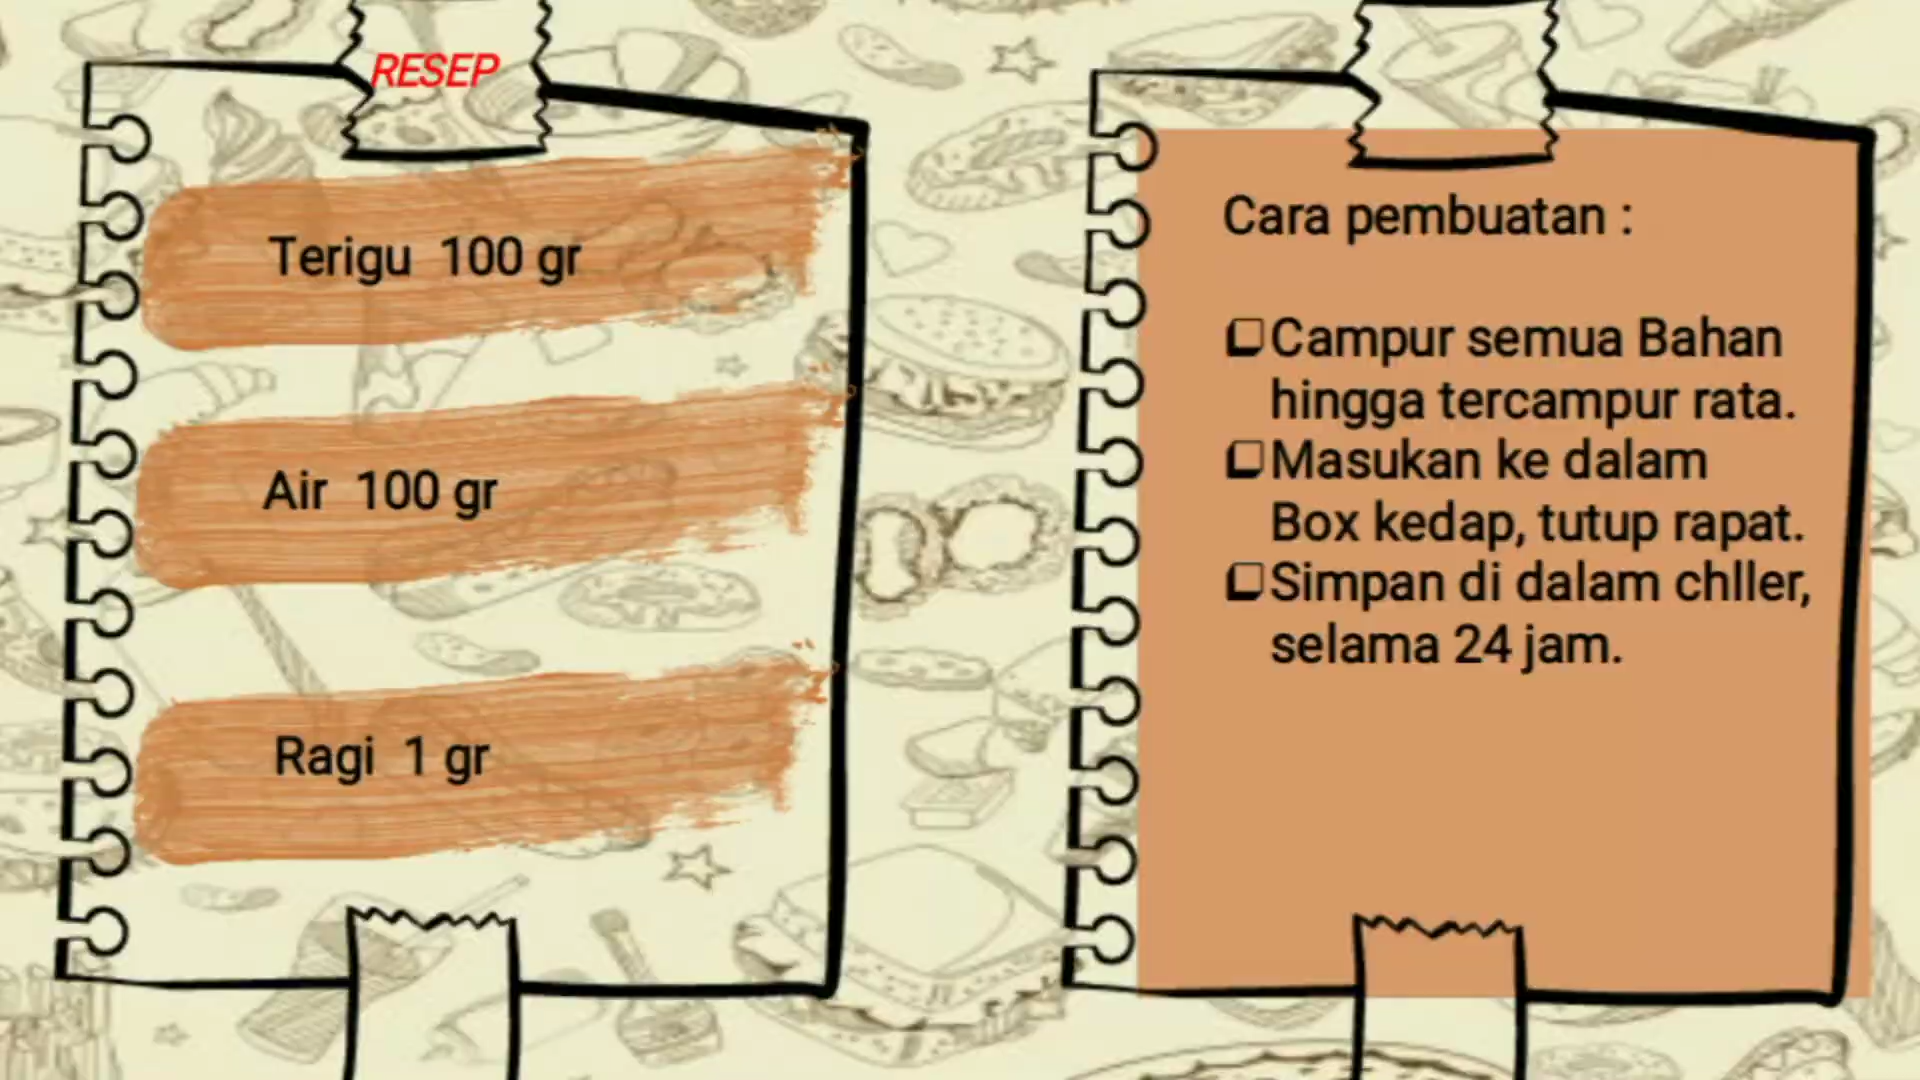 RESEP
Terigu 100 gr
Air 100 gr
Ragi 1 gr
Cara pembuatan :
❑Campur semua Bahan
hingga tercampur rata.
❑Masukan ke dalam
Box kedap, tutup rapat.
❑Simpan di dalam chller,
selama 24 jam.